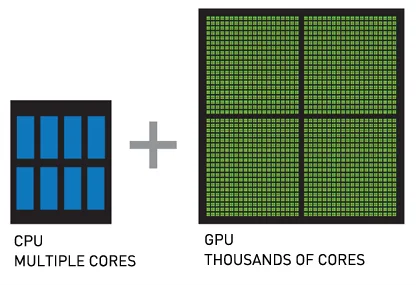 CPU
MULTIPLE CORES
GPU
THOUSANDS OF CORES